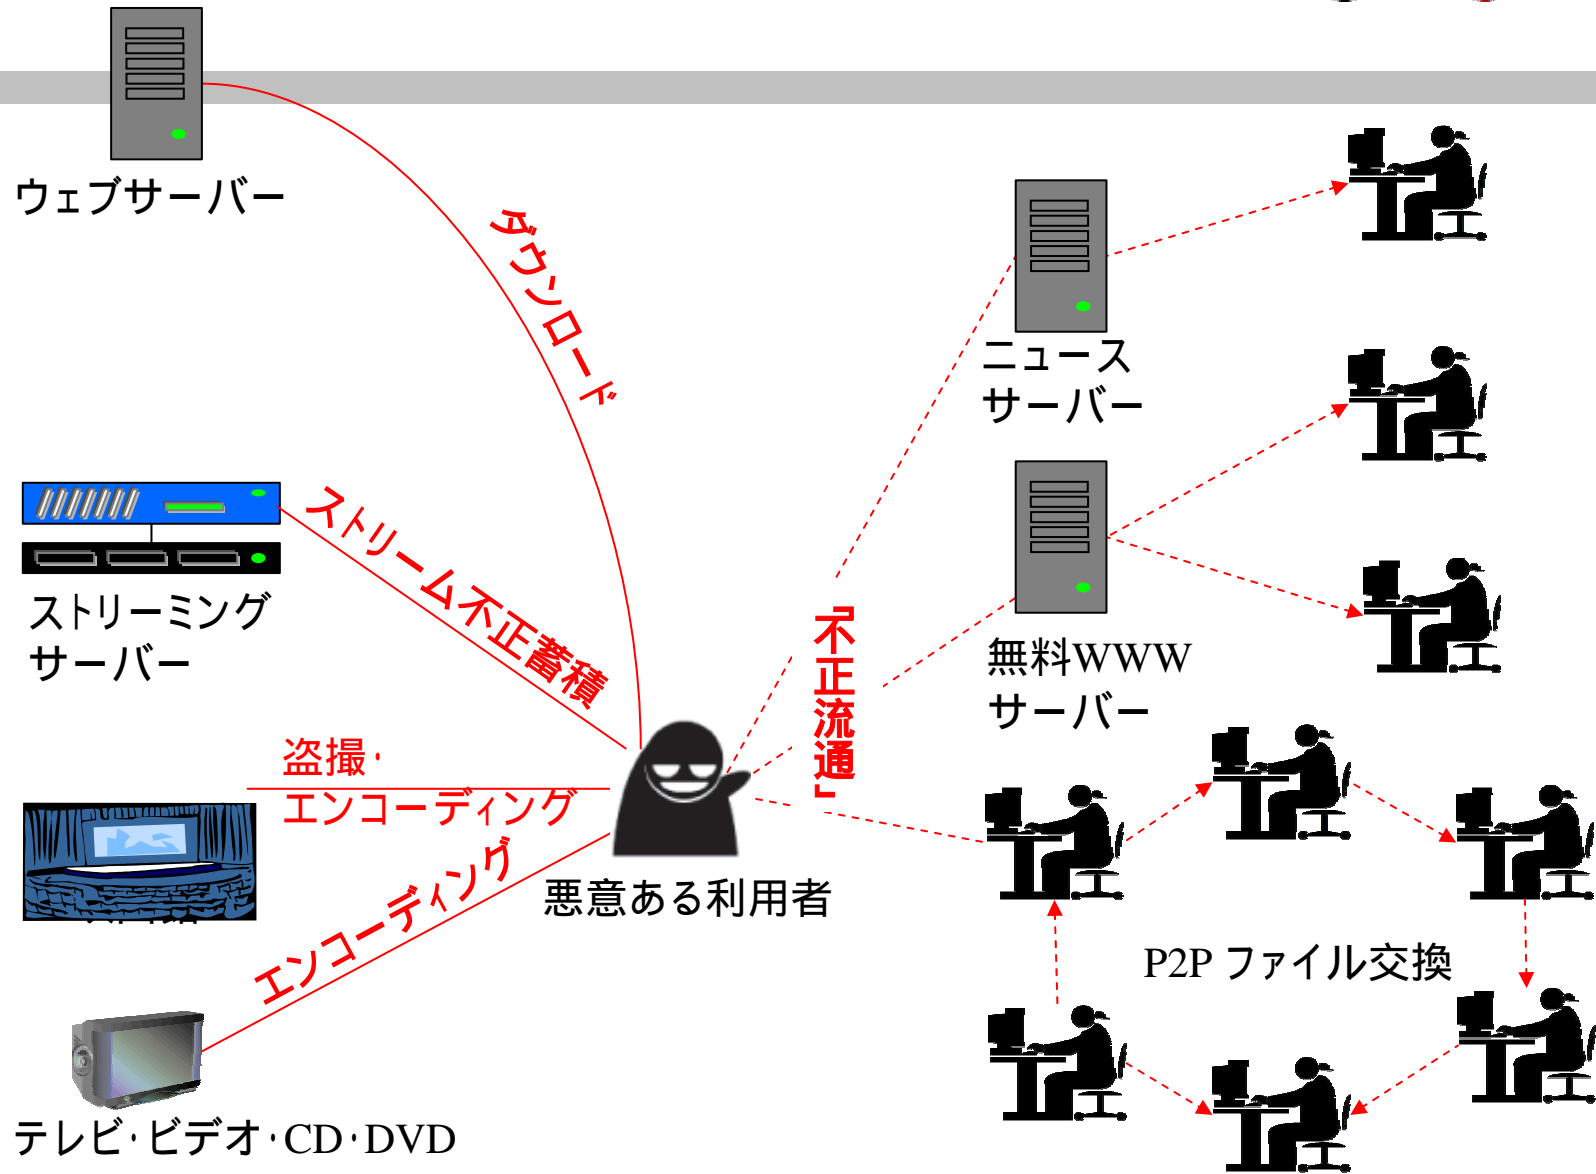 ウェブサーバー
ダウンロード
ストリーミング
サーバー
ストリーム不正蓄積
盗撮・
エンコーディング
エンコーディング
テレビ・ビデオ・CD・DVD
悪意ある利用者
『不正流通』
ニュース
サーバー
無料WWW
サーバー
P2P ファイル交換